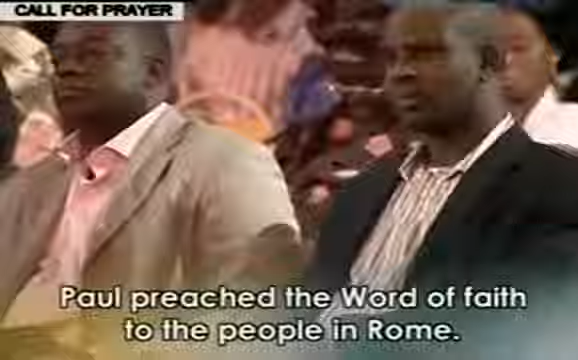 CALL FOR PRAYER
Paul preached the Word of faith
to the people in Rome.